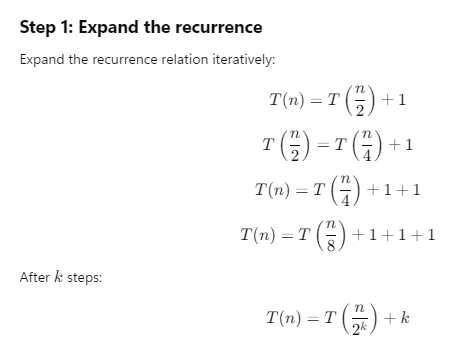 Step 1: Expand the recurrence
Expand the recurrence relation iteratively:
T(n) = T(n/2) + 1
T(n/2) = T(n/4) + 1
T(n) = T(n/4) + 1 + 1
T(n) = T(n/8) + 1 + 1 + 1
After k steps:
T(n) = T(n/2^k) + k